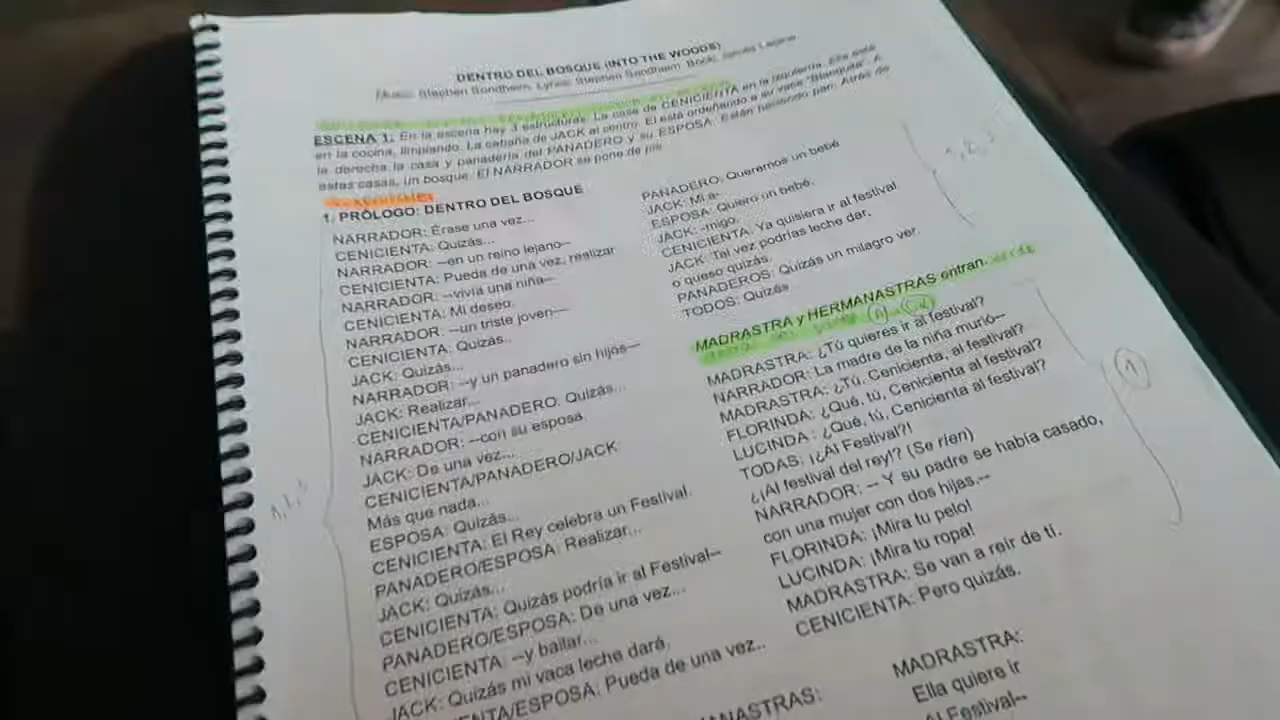 DENTRO DEL BOSQUE (INTO THE WOODS)
Music: Stephen Sondheim. Lyrics: Stephen Sondheim. Book: James Lapine
ESCENA 1: En la escena hay 3 estructuras. La casa de CENICIENTA en la izquierda. Ella está
en la cocina, limpiando. La cabaña de JACK al centro. El está ordeñando a su vaca "Blanquita". A
la derecha la casa y panadería del PANADERO y su ESPOSA. Están haciendo pan. Atrás de
estas casas, un bosque. El NARRADOR se pone de pie.
1. PRÓLOGO: DENTRO DEL BOSQUE
NARRADOR: Érase una vez...
CENICIENTA: Quizás...
NARRADOR: --en un reino lejano--
CENICIENTA: Pueda de una vez, realizar
NARRADOR: --vivía una niña--
CENICIENTA: Mi deseo.
NARRADOR: --un triste joven--
CENICIENTA: Quizás..
JACK: Quizás...
NARRADOR: --y un panadero sin hijos--
JACK: Realizar...
CENICIENTA/PANADERO: Quizás...
NARRADOR: --con su esposa.
JACK: De una vez...
CENICIENTA/PANADERO/JACK
Más que nada...
ESPOSA: Quizás...
CENICIENTA: El Rey celebra un Festival.
PANADERO/ESPOSA: Realizar...
JACK: Quizás...
CENICIENTA: Quizás podría ir al Festival--
PANADERO/ESPOSA: De una vez...
CENICIENTA: --y bailar...
JACK: Quizás mi vaca leche dará,
ENTA/ESPOSA: Pueda de una vez..
PANADERO: Queremos un bebé
JACK: Mi a-
ESPOSA: Quiero un bebé.
JACK: -migo.
CENICIENTA: Ya quisiera ir al festival
JACK: Tal vez podrías leche dar,
o queso quizás.
PANADEROS: Quizás un milagro ver.
TODOS: Quizás
1, 2,
MADRASTRA y HERMANASTRAS entran.
MADRASTRA: ¿Tú quieres ir al festival?
NARRADOR: La madre de la niña murió--
MADRASTRA: ¿Tú, Cenicienta, al festival?
FLORINDA: ¿Qué, tú, Cenicienta al festival?
LUCINDA : ¿Qué, tú, Cenicienta al festival?
TODAS: ¡¿Al Festival?!
¿¡Al festival del rey!? (Se ríen)
NARRADOR: -- Y su padre se había casado,
con una mujer con dos hijas.--
FLORINDA: ¡Mira tu pelo!
LUCINDA: ¡Mira tu ropa!
MADRASTRA: Se van a reir de tí.
CENICIENTA: Pero quizás.
1
NASTRAS:
MADRASTRA:
Ella quiere ir
Al Festival--